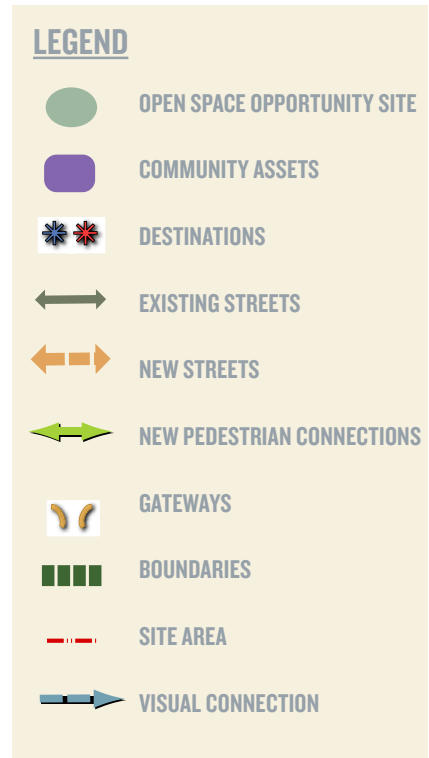 LEGEND
OPEN SPACE OPPORTUNITY SITE
COMMUNITY ASSETS
DESTINATIONS
EXISTING STREETS
NEW STREETS
NEW PEDESTRIAN CONNECTIONS
GATEWAYS
BOUNDARIES
SITE AREA
VISUAL CONNECTION